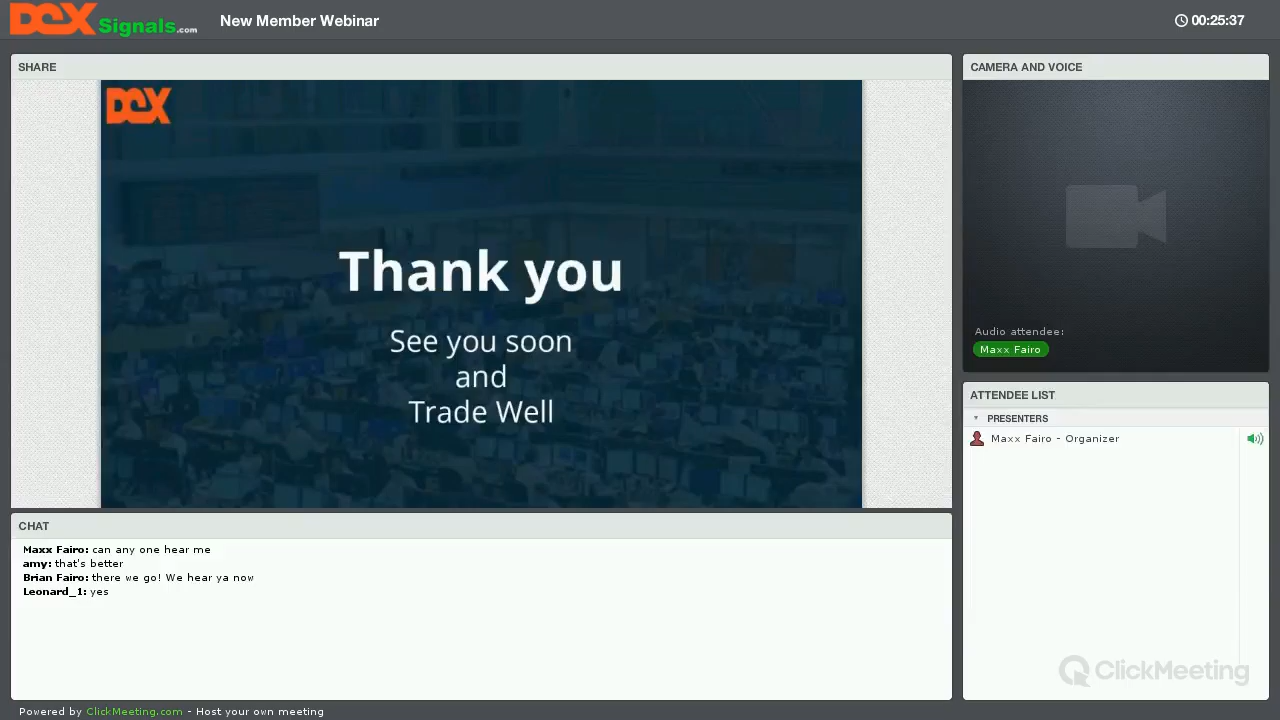 DCX Signals.com
New Member Webinar
00:25:37
SHARE
DCX
Thank you
See you soon
and
Trade Well
CAMERA AND VOICE
Audio attendee:
Maxx Fairo
ATTENDEE LIST
PRESENTERS
Maxx Fairo - Organizer
ClickMeeting
CHAT
Maxx Fairo: can any one hear me
amy: that's better
Brian Fairo: there we go! We hear ya now
Leonard_1: yes
Powered by ClickMeeting.com - Host your own meeting